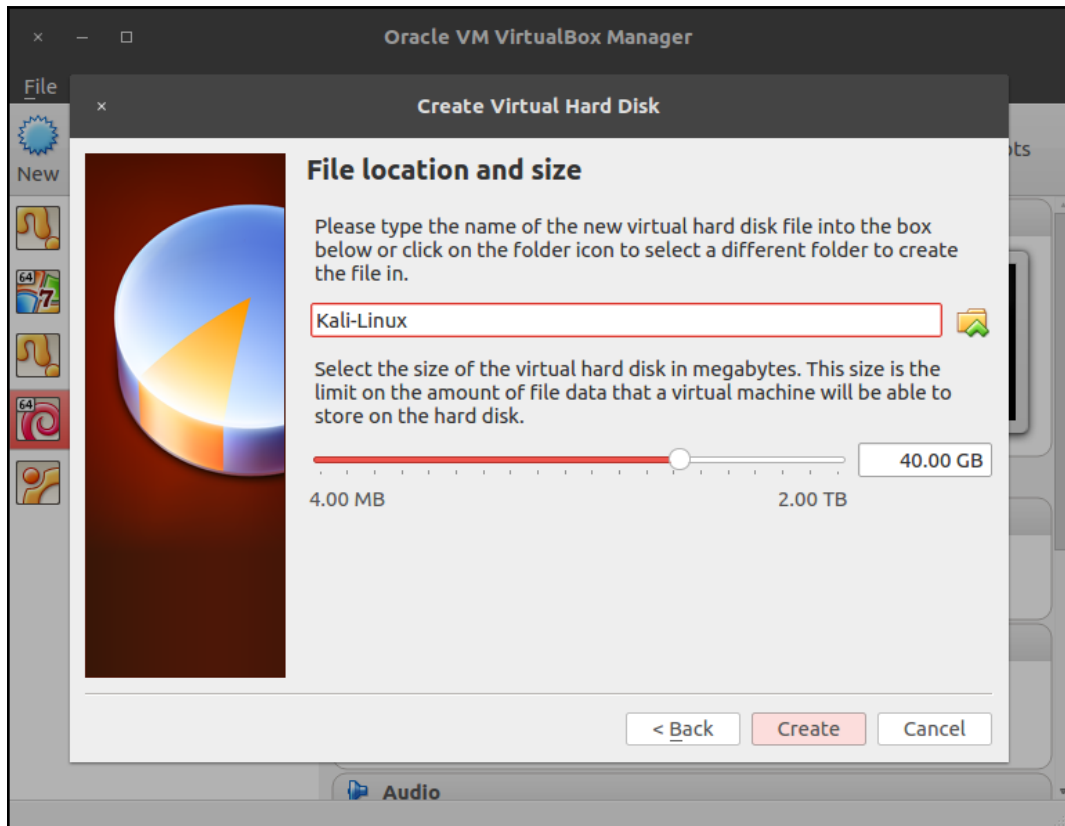 Oracle VM VirtualBox Manager
File
Create Virtual Hard Disk
New
ots
File location and size
Please type the name of the new virtual hard disk file into the box
below or click on the folder icon to select a different folder to create
the file in.
Kali-Linux
Select the size of the virtual hard disk in megabytes. This size is the
limit on the amount of file data that a virtual machine will be able to
store on the hard disk.
40.00 GB
4.00 MB 2.00 TB
64
7
64
< Back Create Cancel
Audio